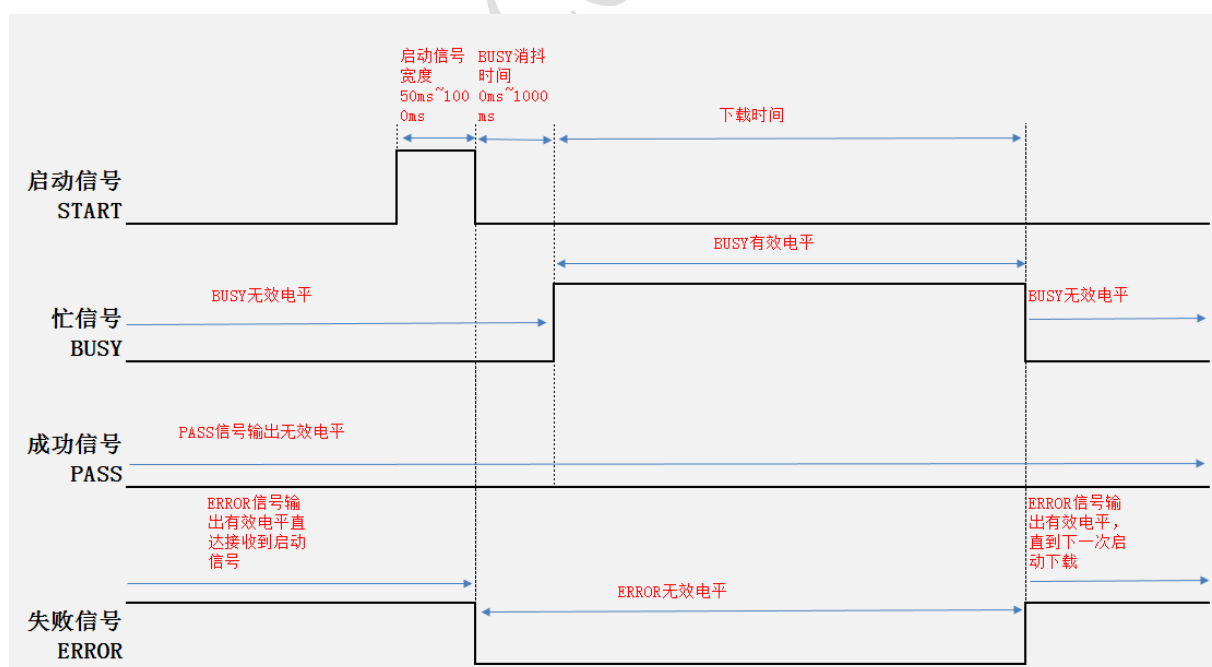 启动信号
宽度
50ms~100
0ms
BUSY消抖
时间
0ms~1000
ms
下载时间
启动信号
START
BUSY有效电平
BUSY无效电平
BUSY无效电平
忙信号
BUSY
PASS信号输出无效电平
成功信号
PASS
ERROR信号输
出有效电平直
达接收到启动
信号
ERROR信号输
出有效电平，
直到下一次启
动下载
ERROR无效电平
失败信号
ERROR